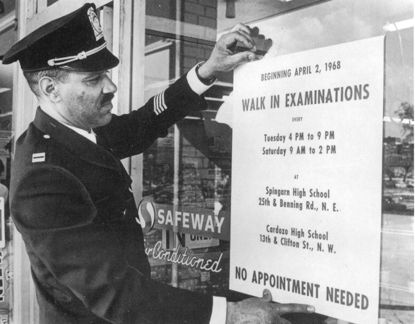 BEGINNING APRIL 2, 1968
WALK IN EXAMINATIONS
EVERY
Tuesday 4 PM to 9 PM
Saturday 9 AM to 2 PM
AT
Spingarn High School
25th & Benning Rd., N. E.
Cardozo High School
13th & Clifton St., N. W.
NO APPOINTMENT NEEDED
SAFEWAY
IN ONLY
Air Conditioned